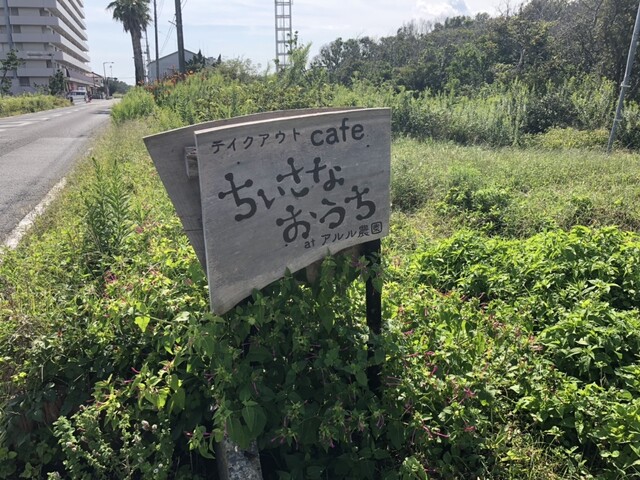 テイクアウト cafe
ちいさな
おうち
at アルル農園